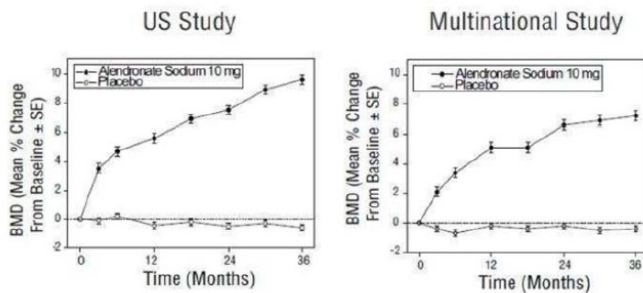 US Study
BMD (Mean % Change
From Baseline ± SE)
10
8
6
4
2
0
-2
Alendronate Sodium 10 mg
Placebo
0
12
24
36
Time (Months)
Multinational Study
BMD (Mean % Change
From Baseline ± SE)
10
8
6
4
2
0
-2
Alendronate Sodium 10 mg
Placebo
0
12
24
36
Time (Months)